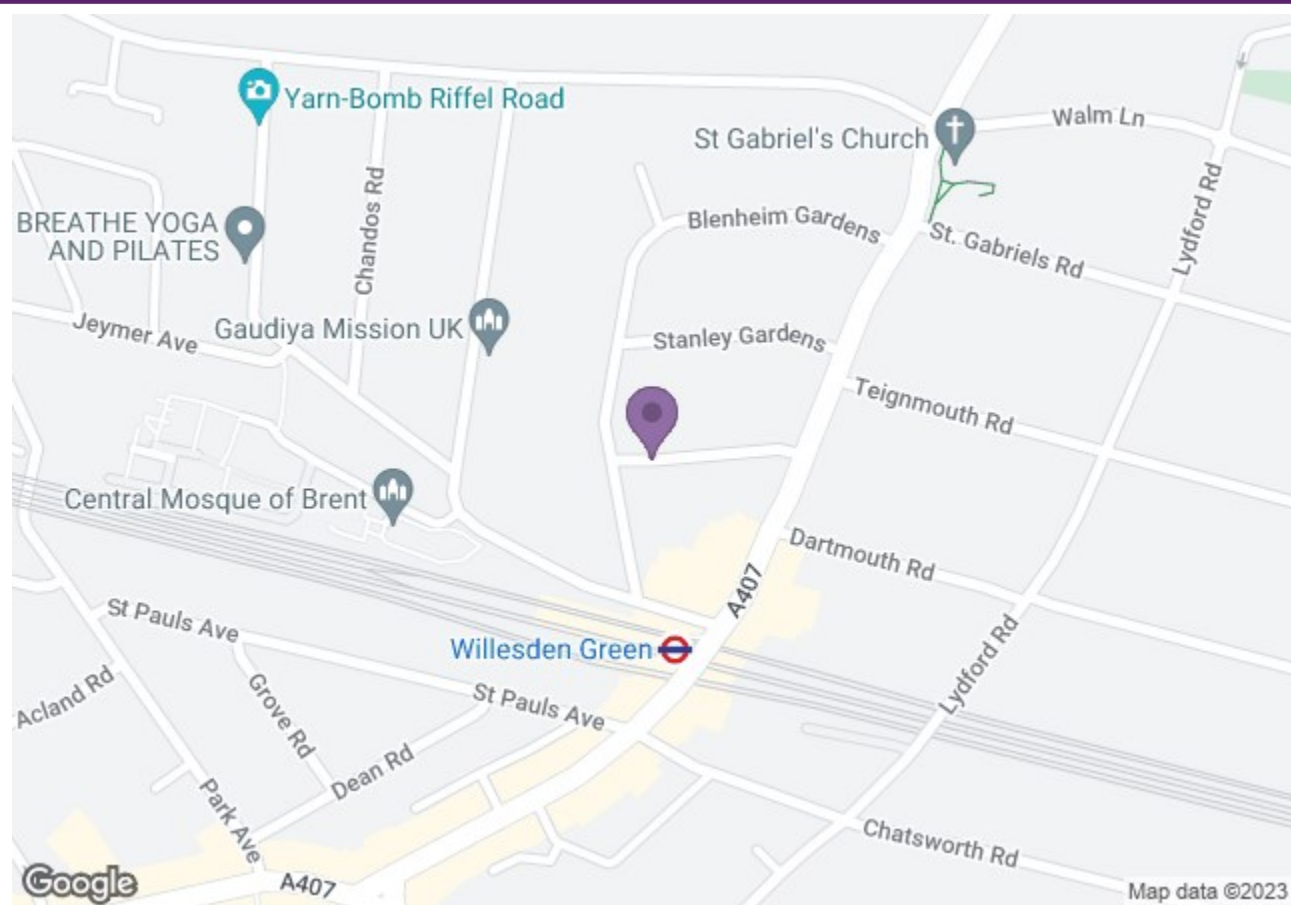 Yarn-Bomb Riffel Road
St Gabriel's Church
Walm Ln
Chandos Rd
Lydford Rd
BREATHE YOGA
AND PILATES
Blenheim Gardens
St. Gabriels Rd
Jeymer Ave
Gaudiya Mission UK
Stanley Gardens
Teignmouth Rd
Central Mosque of Brent
Dartmouth Rd
A407
St Pauls Ave
Willesden Green
Lydford Rd
Acland Rd
Grove Rd
St Pauls Ave
Dean Rd
Park Ave
Chatsworth Rd
Google
A407
Map data ©2023